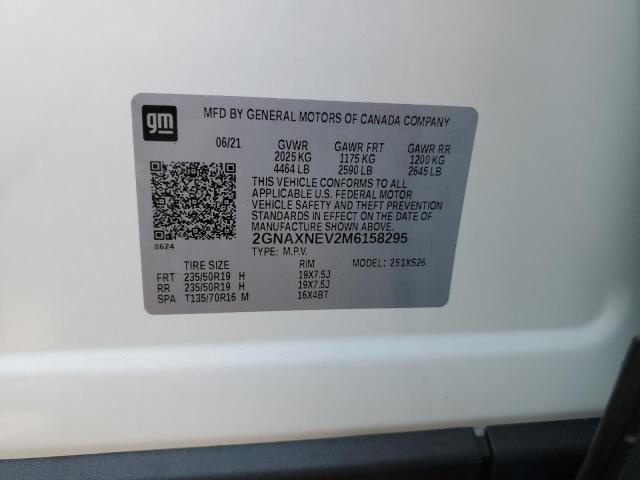 gm
MFD BY GENERAL MOTORS OF CANADA COMPANY
06/21 GVWR GAWR FRT GAWR RR
2025 KG 1175 KG 1200 KG
4464 LB 2590 LB 2645 LB
THIS VEHICLE CONFORMS TO ALL
APPLICABLE U.S. FEDERAL MOTOR
VEHICLE SAFETY AND THEFT
PREVENTION STANDARDS IN EFFECT
ON THE DATE OF MANUFACTURE
SHOWN ABOVE.
8624
2GNAXNEV2M6158295
TYPE: M.P.V.
TIRE SIZE RIM MODEL: 251XS26
FRT 235/50R19 H 19X7.5J
RR 235/50R19 H 19X7.5J
SPA T135/70R16 M 16X4BT